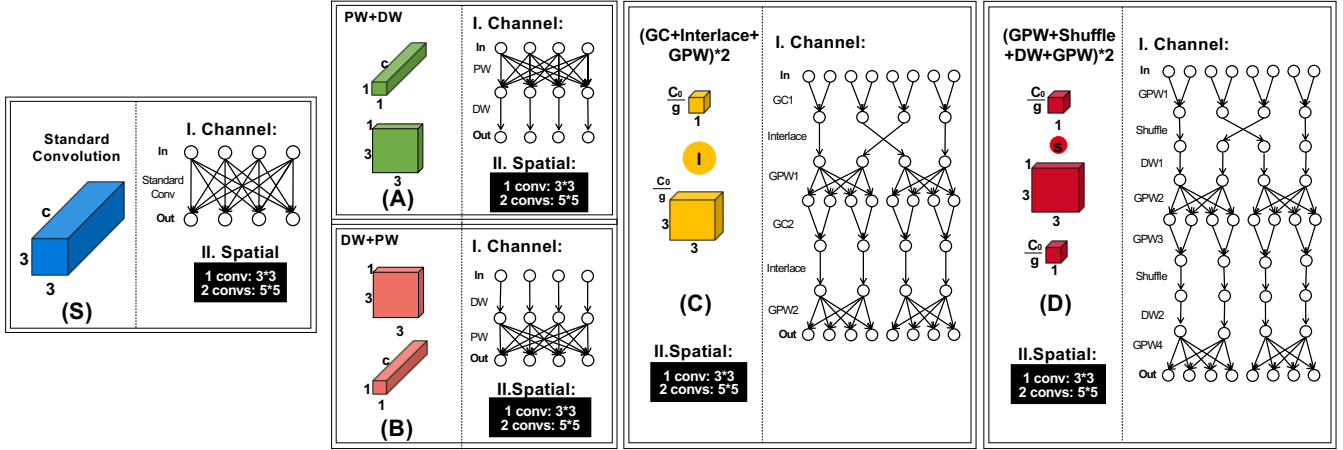 Standard
Convolution
c
3
3
(S)
I. Channel:
In
Standard
Conv
Out
II. Spatial
1 conv: 3*3
2 convs: 5*5
PW+DW
c
1
1
1
3
3
(A)
I. Channel:
In
PW
DW
Out
II. Spatial:
1 conv: 3*3
2 convs: 5*5
DW+PW
1
3
3
c
1
1
(B)
I. Channel:
In
DW
PW
Out
II.Spatial:
1 conv: 3*3
2 convs: 5*5
(GC+Interlace+
GPW)*2
C₀
g
1
I
C₀
g
3
3
(C)
II.Spatial:
1 conv: 3*3
2 convs: 5*5
I. Channel:
In
GC1
Interlace
GPW1
GC2
Interlace
GPW2
Out
(GPW+Shuffle
+DW+GPW)*2
C₀
g
1
s
1
3
3
C₀
g
1
(D)
II.Spatial:
1 conv: 3*3
2 convs: 5*5
I. Channel:
In
GPW1
Shuffle
DW1
GPW2
GPW3
Shuffle
DW2
GPW4
Out